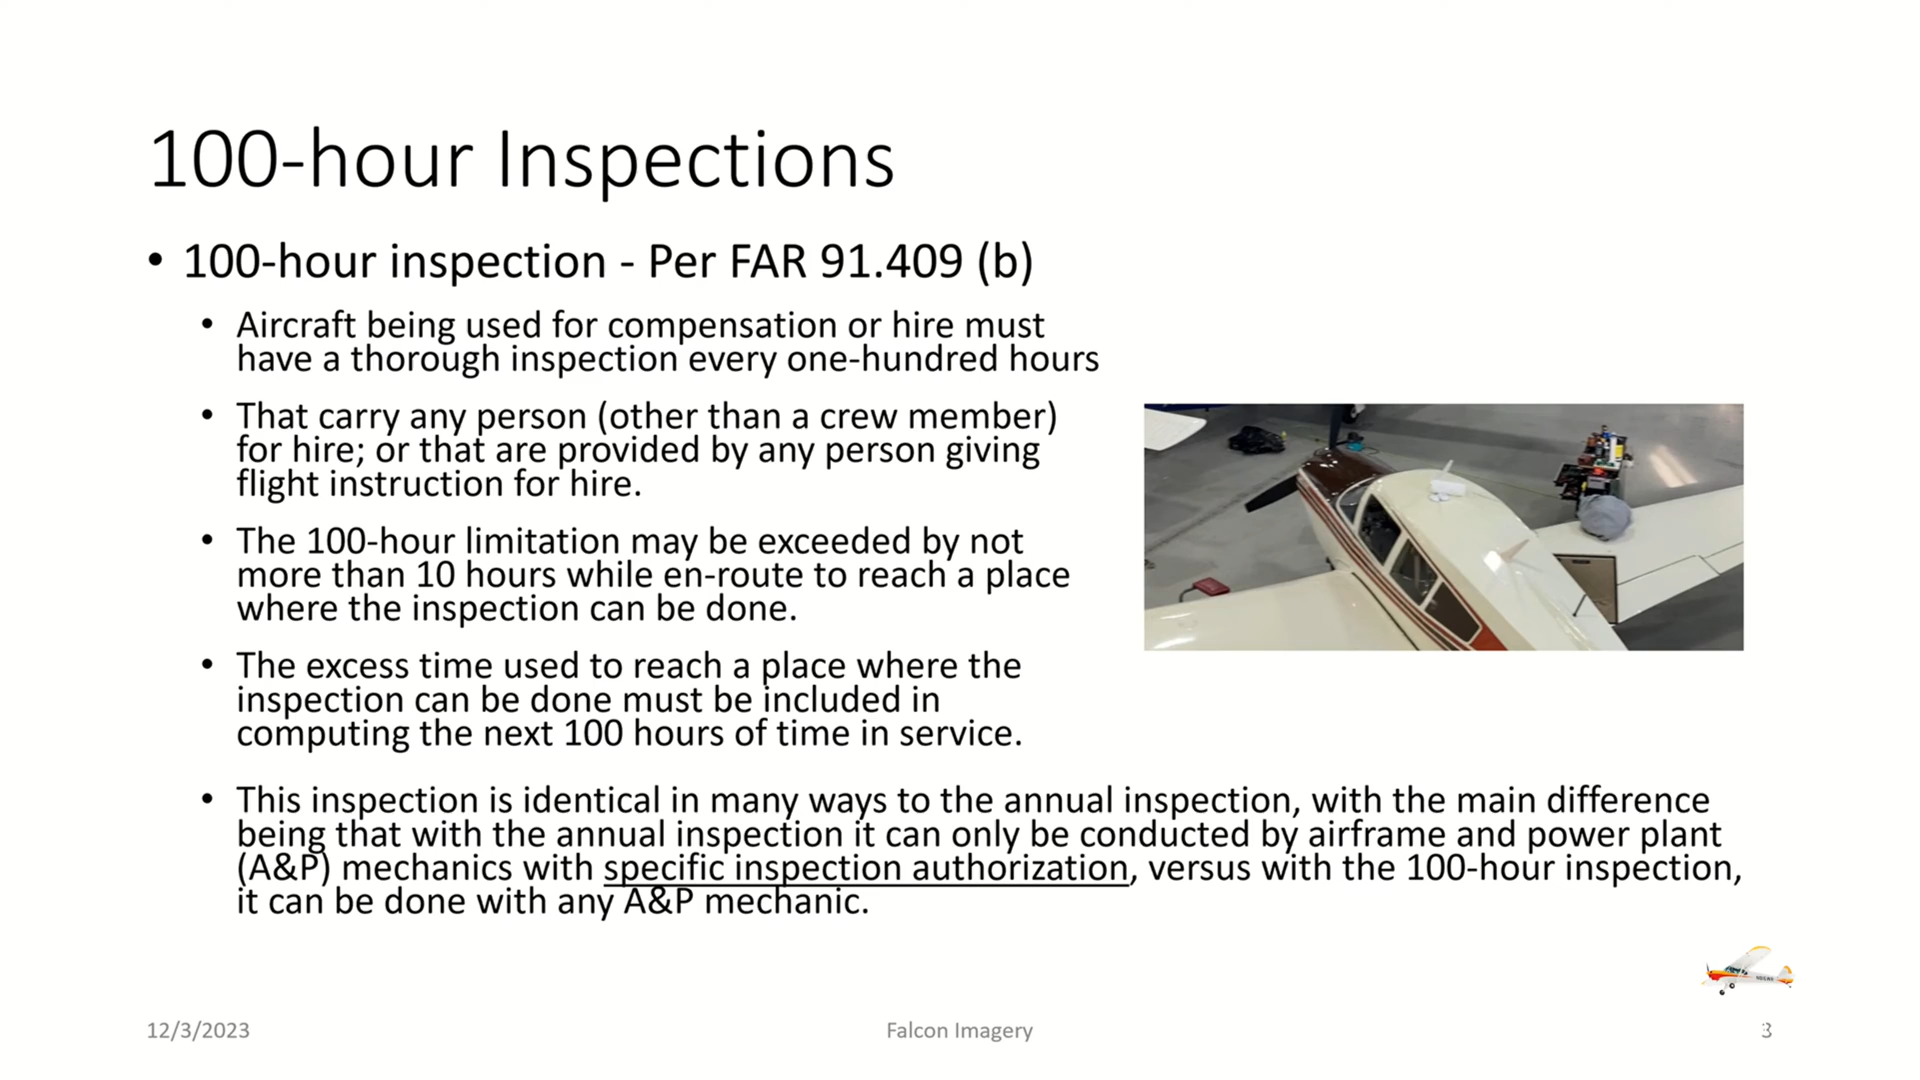 100-hour Inspections
• 100-hour inspection - Per FAR 91.409 (b)
• Aircraft being used for compensation or hire must
have a thorough inspection every one-hundred hours
• That carry any person (other than a crew member)
for hire; or that are provided by any person giving
flight instruction for hire.
• The 100-hour limitation may be exceeded by not
more than 10 hours while en-route to reach a place
where the inspection can be done.
• The excess time used to reach a place where the
inspection can be done must be included in
computing the next 100 hours of time in service.
• This inspection is identical in many ways to the annual inspection, with the main difference
being that with the annual inspection it can only be conducted by airframe and power plant
(A&P) mechanics with specific inspection authorization, versus with the 100-hour inspection,
it can be done with any A&P mechanic.
12/3/2023
Falcon Imagery
3